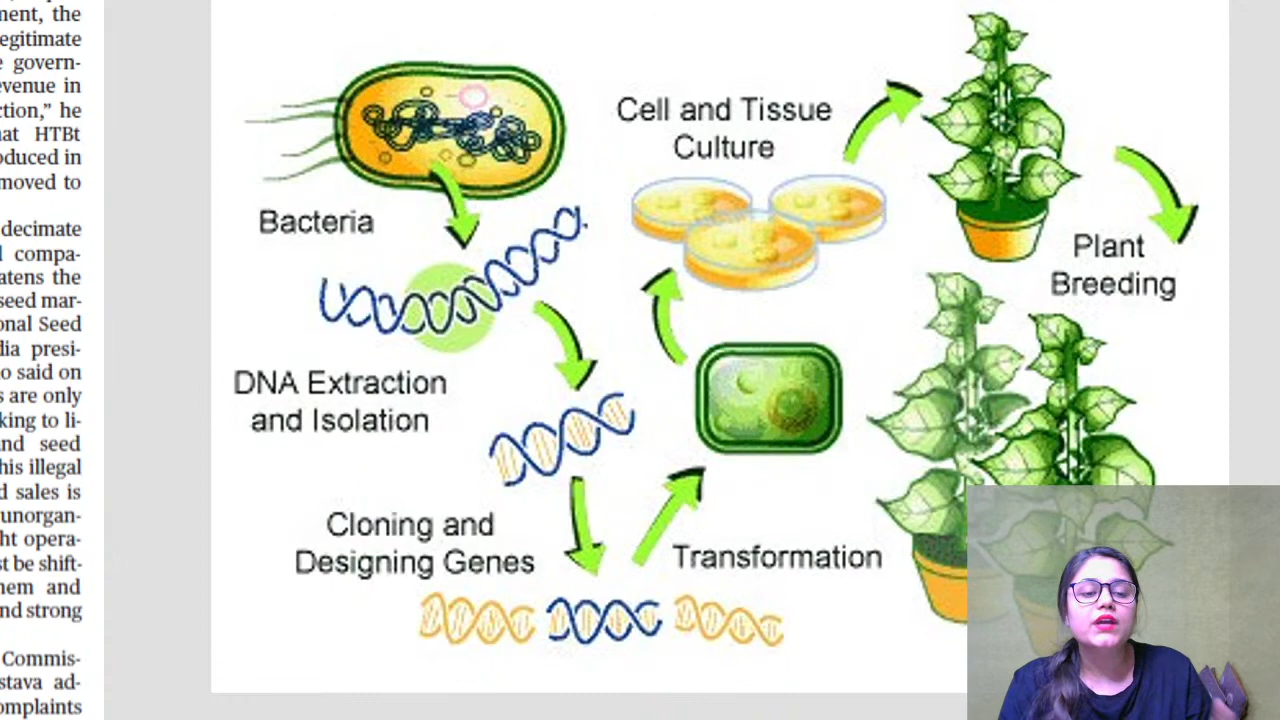 ment, the
egitimate
e govern-
evenue in
ction,” he
hat HTBt
oduced in
moved to
decimate
d compa-
atens the
seed mar-
onal Seed
dia presi-
o said on
s are only
king to li-
and seed
his illegal
d sales is
unorgan-
ht opera-
st be shift-
hem and
nd strong
Commis-
stava ad-
omplaints
Bacteria
DNA Extraction
and Isolation
Cloning and
Designing Genes
Transformation
Cell and Tissue
Culture
Plant
Breeding